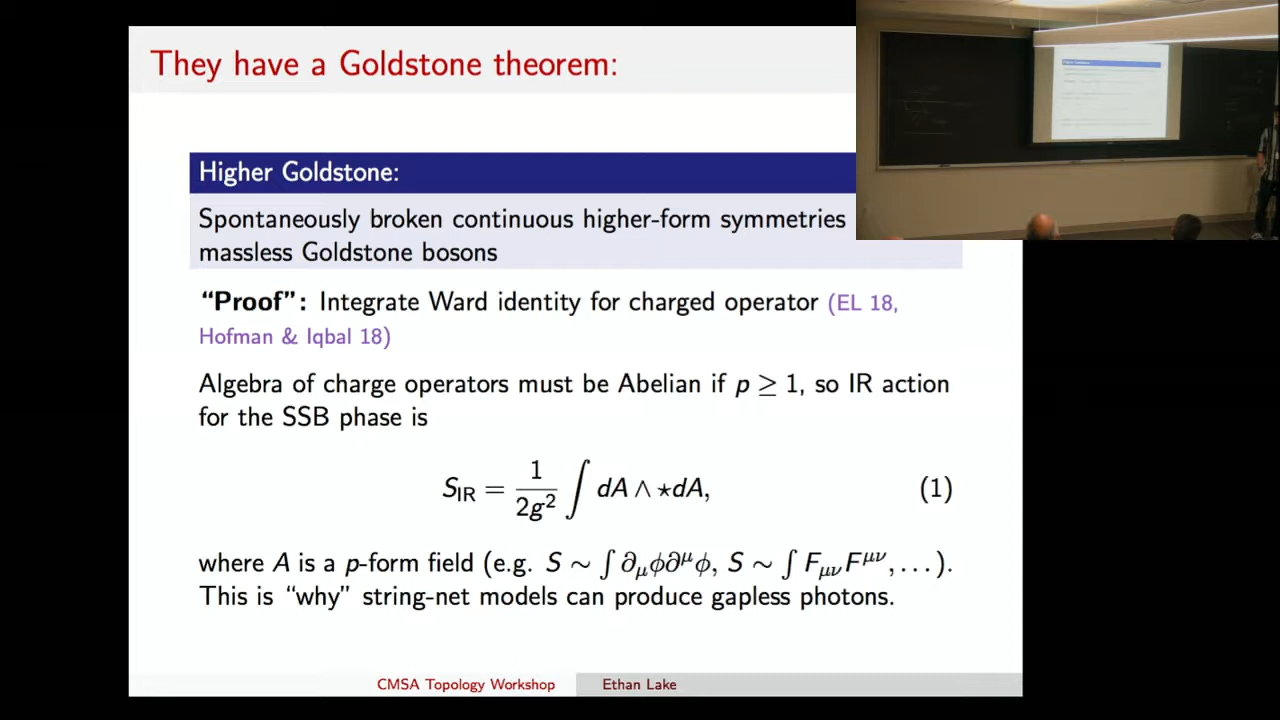 They have a Goldstone theorem:
Higher Goldstone:
Spontaneously broken continuous higher-form symmetries
massless Goldstone bosons
“Proof”: Integrate Ward identity for charged operator (EL 18,
Hofman & Iqbal 18)
Algebra of charge operators must be Abelian if p ≥ 1, so IR action
for the SSB phase is
S_IR = 1/2g² ∫ dA ∧ ⋆dA, (1)
where A is a p-form field (e.g. S ∼ ∫ ∂_μϕ∂^μϕ, S ∼ ∫ F_μνF^μν, . . . ).
This is “why” string-net models can produce gapless photons.
CMSA Topology Workshop Ethan Lake